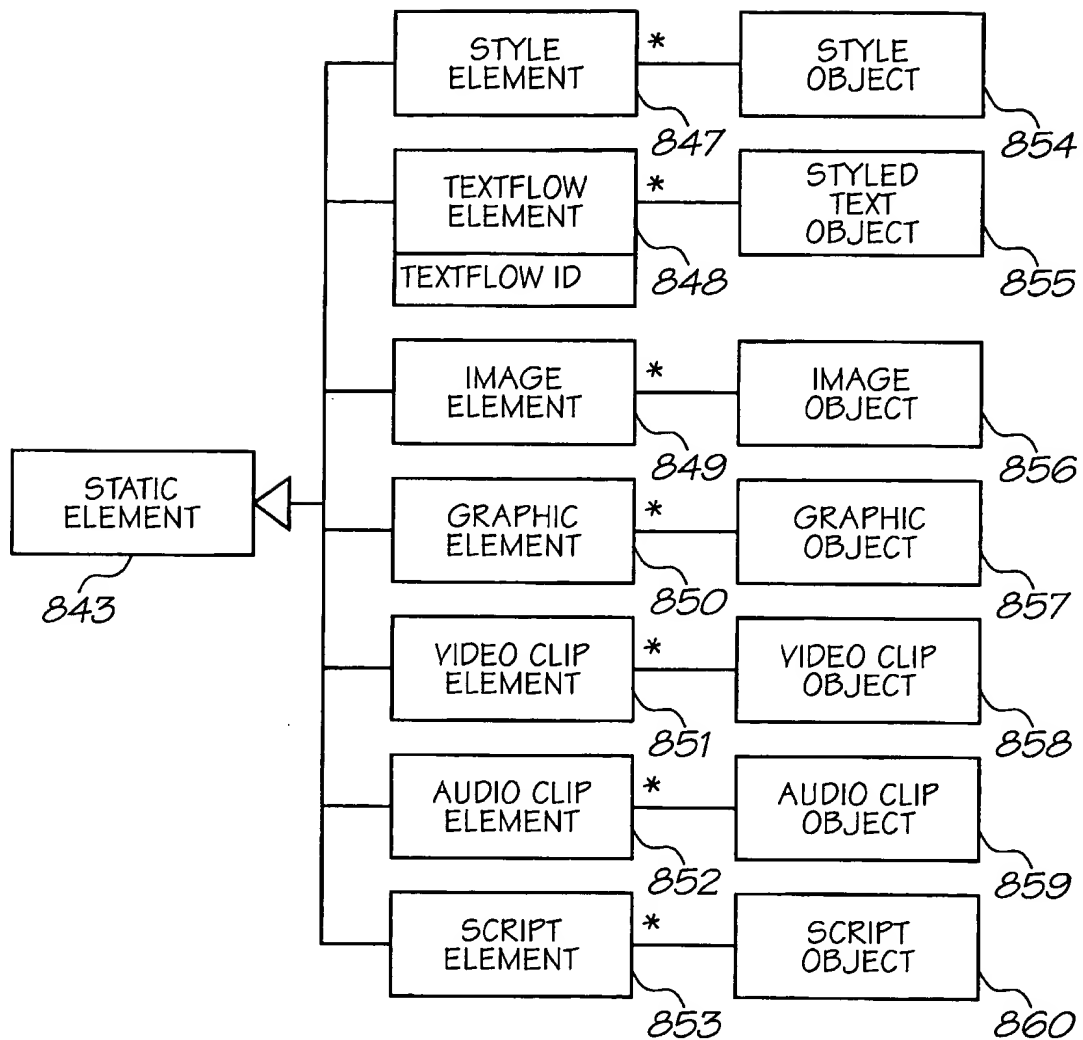 STYLE
ELEMENT
*
STYLE
OBJECT
847
854
TEXTFLOW
ELEMENT
*
STYLED
TEXT
OBJECT
TEXTFLOW ID
848
855
IMAGE
ELEMENT
*
IMAGE
OBJECT
849
856
STATIC
ELEMENT
843
GRAPHIC
ELEMENT
*
GRAPHIC
OBJECT
850
857
VIDEO CLIP
ELEMENT
*
VIDEO CLIP
OBJECT
851
858
AUDIO CLIP
ELEMENT
*
AUDIO CLIP
OBJECT
852
859
SCRIPT
ELEMENT
*
SCRIPT
OBJECT
853
860